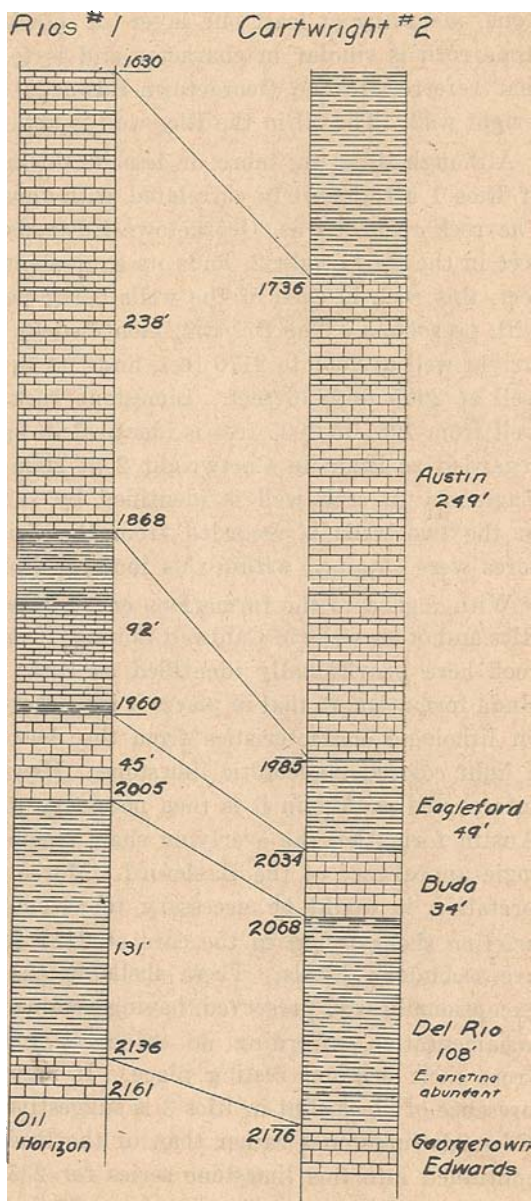 Rios #1
Cartwright #2
1630
1736
238'
Austin
249'
1868
92'
1960
1985
45'
2005
Eagleford
49'
2034
Buda
34'
2068
131'
Del Rio
108'
E. arietina
abundant
2136
2161
2176
Oil
Horizon
Georgetown
Edwards